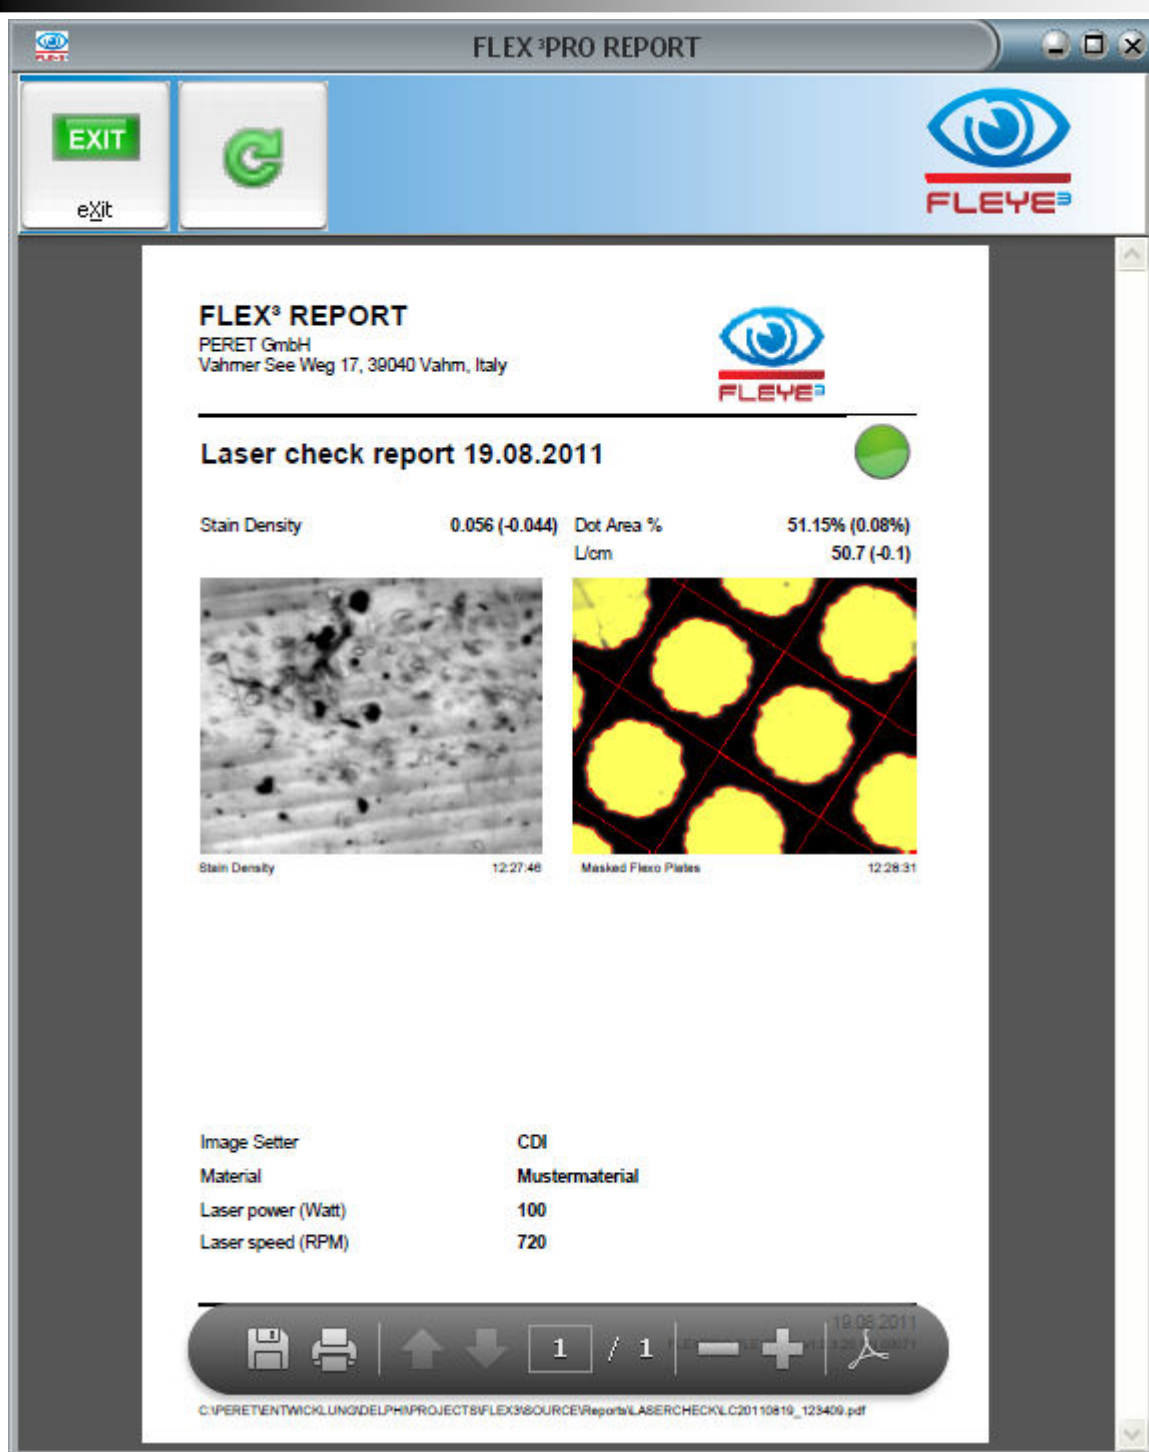 FLEX ³PRO REPORT
EXIT
eXit
FLEYE³
FLEX³ REPORT
PERET GmbH
Vahrner See Weg 17, 39040 Vahrn, Italy
FLEYE³
Laser check report 19.08.2011
Stain Density 0.056 (-0.044) Dot Area % 51.15% (0.08%)
L/cm 50.7 (-0.1)
Stain Density 12:27:46 Masked Flexo Plates 12:28:31
Image Setter CDI
Material Mustermaterial
Laser power (Watt) 100
Laser speed (RPM) 720
19.08.2011
1 / 1
C:\PERET\ENTWICKLUNG\DELPHI\PROJECTS\FLEX3\SOURCE\Reports\LASERCHECK\LC20110819_123409.pdf